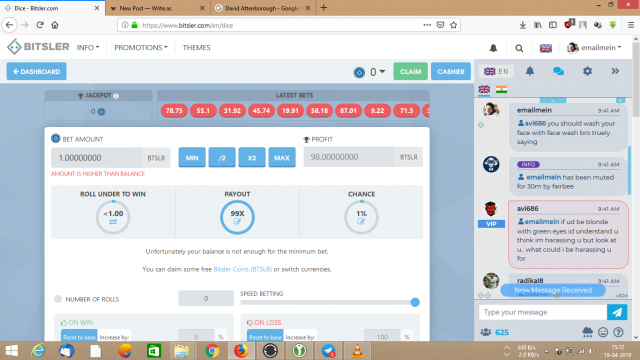 Dice - Bitsler.com
New Post — Write.as
David Attenborough - Google
https://www.bitsler.com/en/dice
BITSLER
INFO
PROMOTIONS
THEMES
emailmein
DASHBOARD
0
CLAIM
CASHIER
EN
JACKPOT
0
LATEST BETS
78.75 55.1 31.92 45.74 19.91 58.18 87.01 9.22 71.3
BET AMOUNT
1.00000000 BTSLR
AMOUNT IS HIGHER THAN BALANCE
MIN /2 X2 MAX
PROFIT
98.00000000 BTSLR
ROLL UNDER TO WIN
<1.00
PAYOUT
99X
CHANCE
1%
Unfortunately your balance is not enough for the minimum bet.
You can claim some free Bitsler Coins (BTSLR) or switch currencies.
NUMBER OF ROLLS
0
SPEED BETTING
ON WIN
Reset to base Increase by:
0 %
ON LOSS
Reset to base Increase by:
100 %
emailmein 9:41 AM
avi686 you should wash your
face with face wash bro truely
saying
INFO 9:41 AM
emailmein has been muted
for 30m by fairbee
VIP
avi686 9:41 AM
emailmein if ud be blonde
with green eyes id understand u
think im harassing u but look at
u.. what could i be harassing u
for
radikal8 9:41 AM
New Message Received
Type your message
625
610 B/s
2.0 KB/s
15:12
19-04-2019